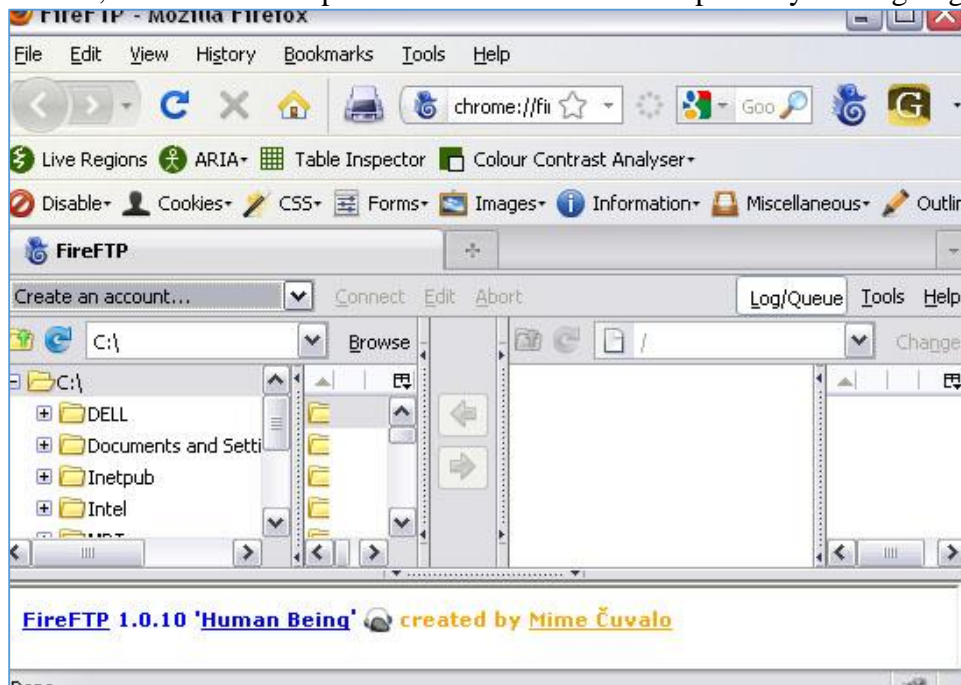 FireFTP - Mozilla Firefox
File Edit View History Bookmarks Tools Help
chrome://fi Goo G
Live Regions ARIA Table Inspector Colour Contrast Analyser
Disable Cookies CSS Forms Images Information Miscellaneous Outlin
FireFTP
Create an account... Connect Edit Abort Log/Queue Tools Help
C:\ Browse / Change
C:\
DELL
Documents and Setti
Inetpub
Intel
FireFTP 1.0.10 'Human Being' created by Mime Čuvalo